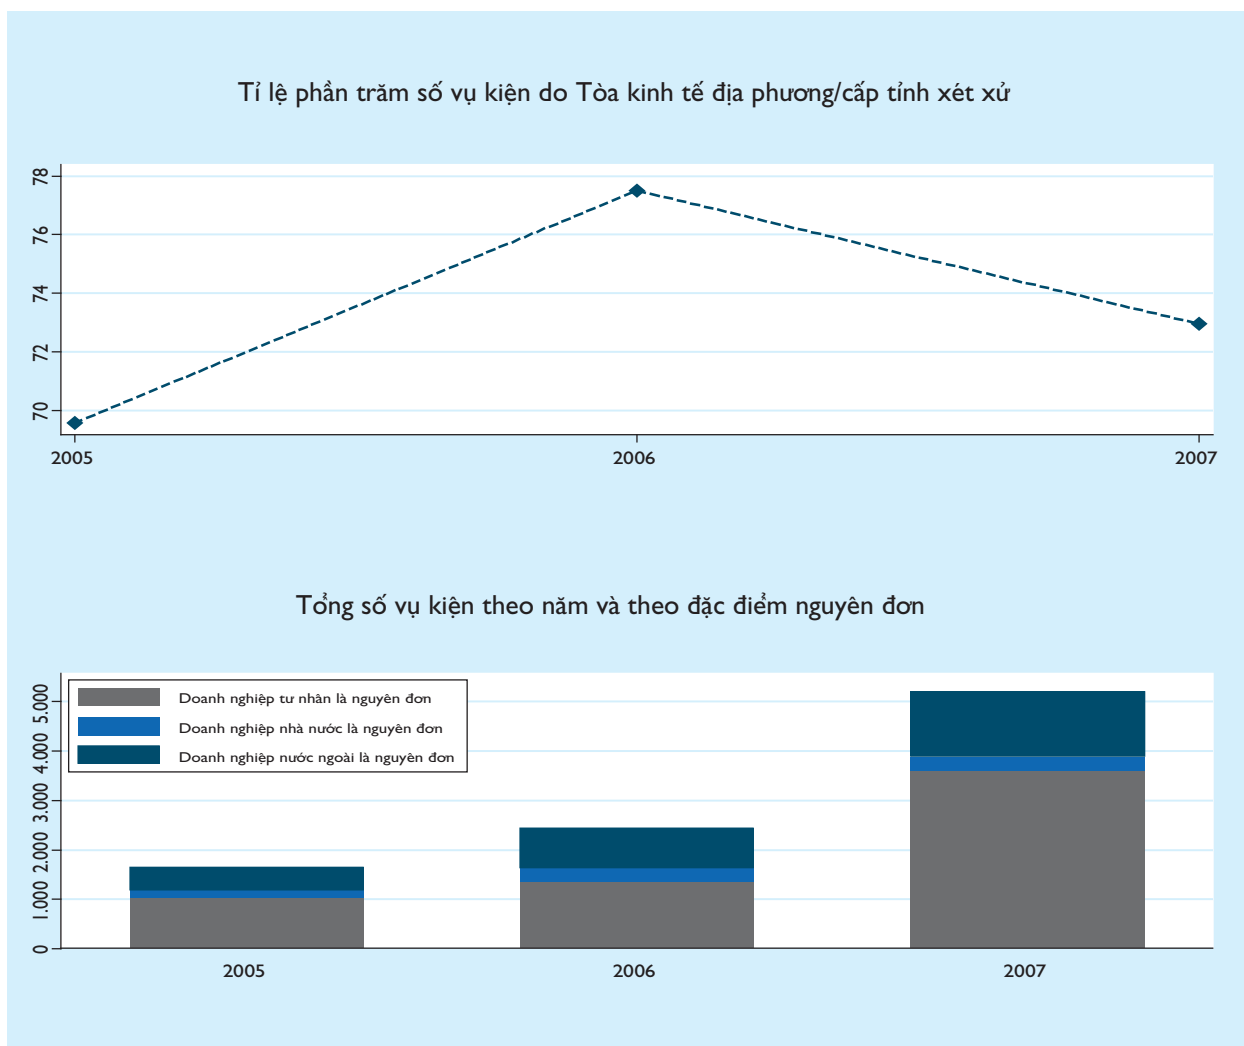 Tỉ lệ phần trăm số vụ kiện do Tòa kinh tế địa phương/cấp tỉnh xét xử
78
76
74
72
70
2005 2006 2007
Tổng số vụ kiện theo năm và theo đặc điểm nguyên đơn
5.000
4.000
3.000
2.000
1.000
0
Doanh nghiệp tư nhân là nguyên đơn
Doanh nghiệp nhà nước là nguyên đơn
Doanh nghiệp nước ngoài là nguyên đơn
2005 2006 2007